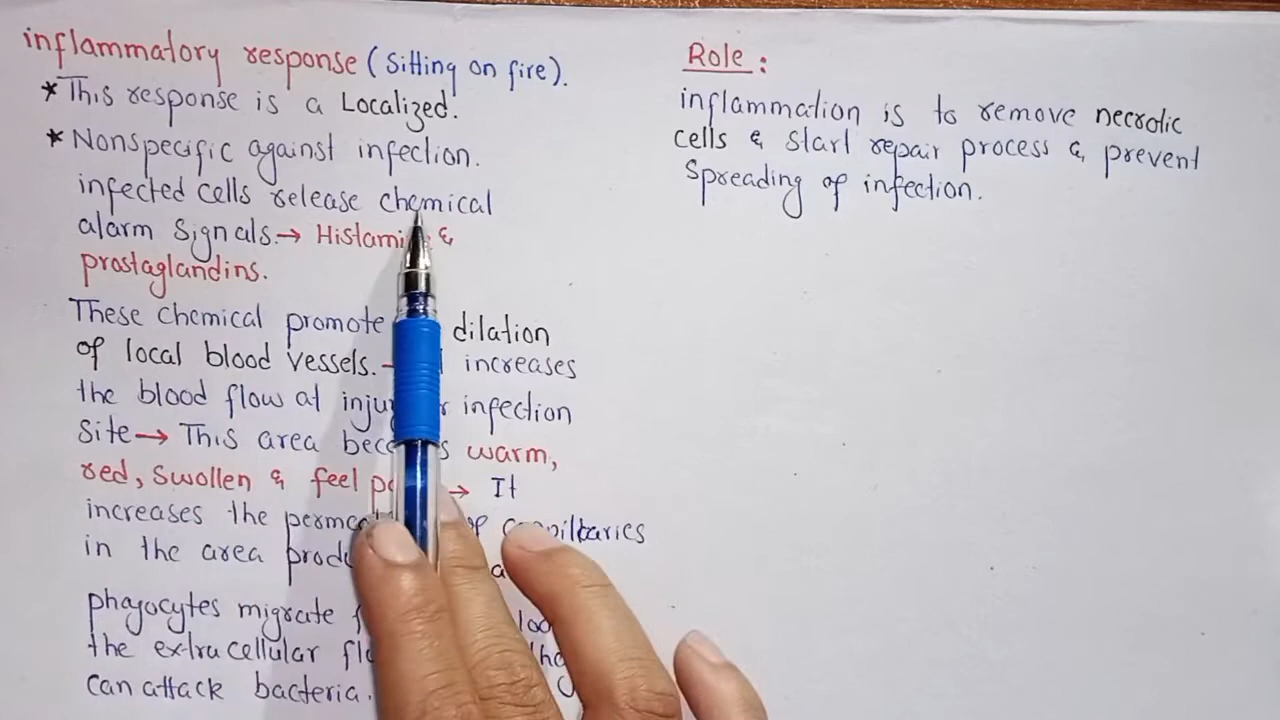 inflammatory response (Sitting on fire).
*This response is a Localized.
*Nonspecific against infection.
infected cells release chemical
alarm Signals.→ &
prostaglandins.
These chemical promote dilation
of local blood vessels. increases
the blood flow at infection
site→ This area warm,
red, Swollen & feel → It
increases the
in the area
phagocytes migrate
the extracellular
can attack bacteria.
Role :
inflammation is to remove necrotic
cells & start repair process & prevent
Spreading of infection.